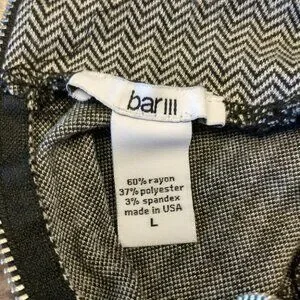 bar III
60% rayon
37% polyester
3% spandex
made in USA
L